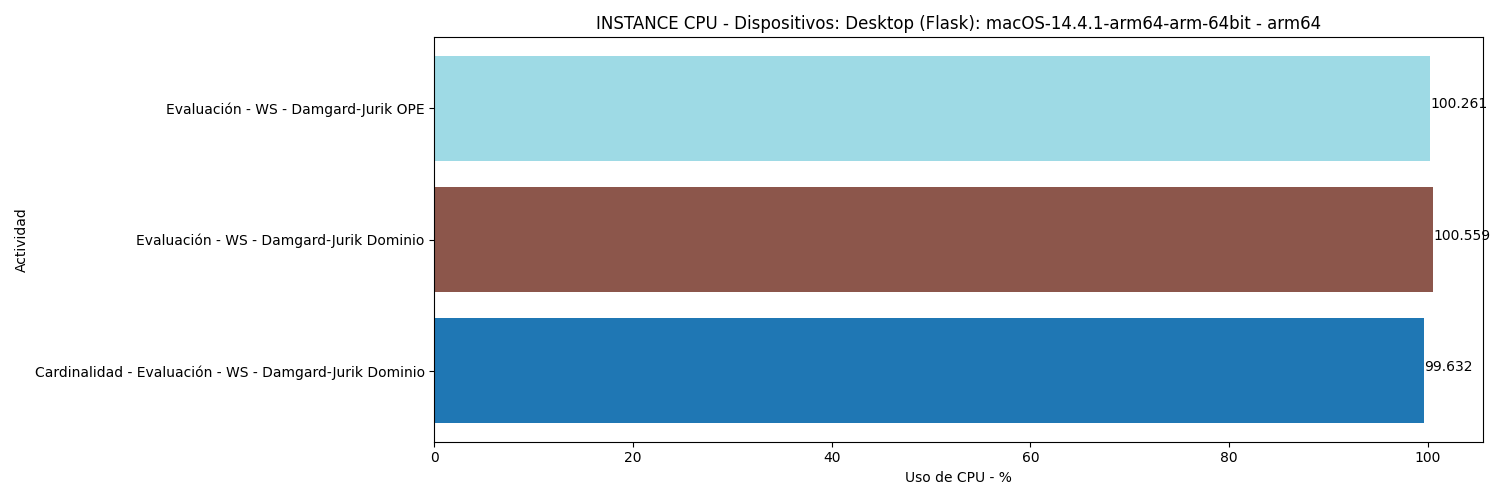 INSTANCE CPU - Dispositivos: Desktop (Flask): macOS-14.4.1-arm64-arm-64bit - arm64
Evaluación - WS - Damgard-Jurik OPE
100.261
Evaluación - WS - Damgard-Jurik Dominio
100.559
Cardinalidad - Evaluación - WS - Damgard-Jurik Dominio
99.632
Actividad
0 20 40 60 80 100
Uso de CPU - %